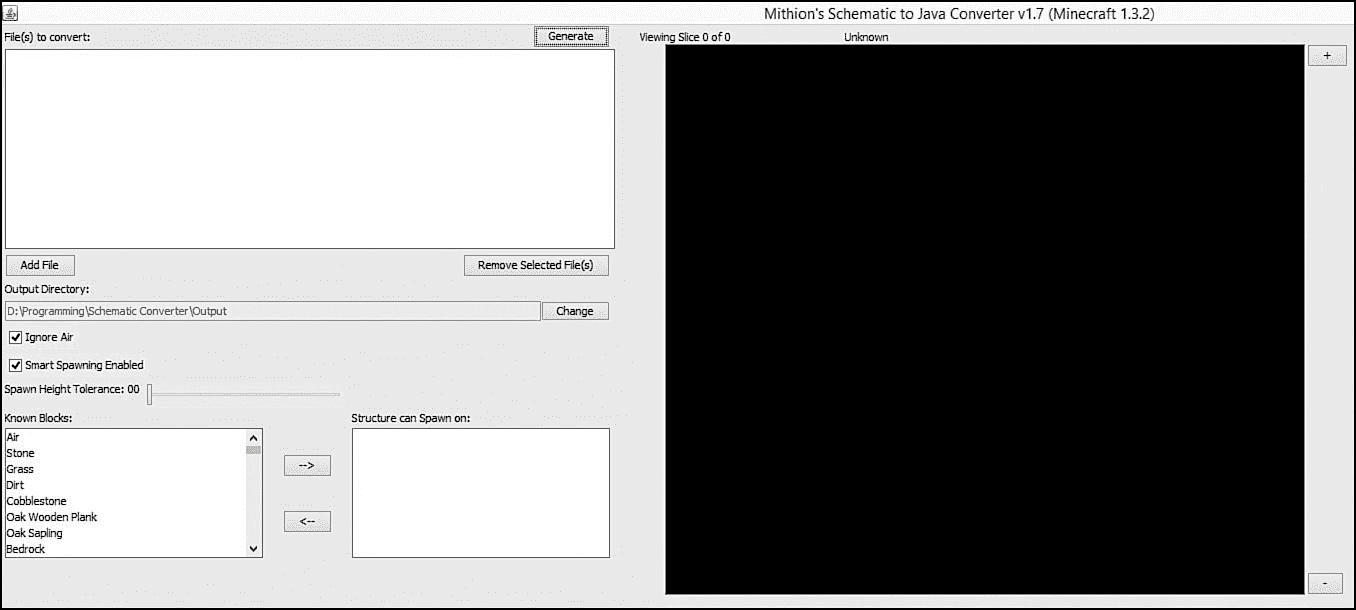 Mithion's Schematic to Java Converter v1.7 (Minecraft 1.3.2)
File(s) to convert:
Generate
Viewing Slice 0 of 0
Unknown
+
Add File
Remove Selected File(s)
Output Directory:
D:\Programming\Schematic Converter\Output
Change
Ignore Air
Smart Spawning Enabled
Spawn Height Tolerance: 00
Known Blocks:
Structure can Spawn on:
Air
Stone
Grass
Dirt
Cobblestone
Oak Wooden Plank
Oak Sapling
Bedrock
-->
<--
-